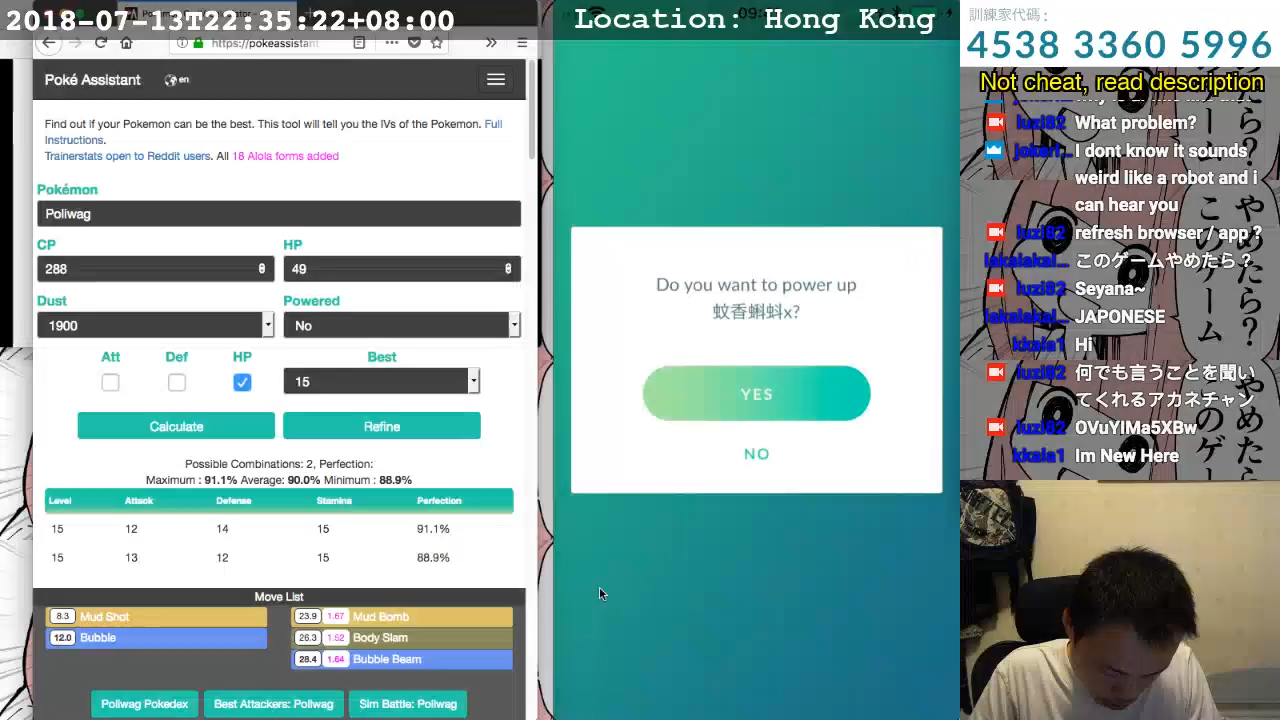 2018-07-13T22:35:22+08:00
https://pokeassistant
Poké Assistant
en
Find out if your Pokemon can be the best. This tool will tell you the IVs of the Pokemon. Full
Instructions.
Trainerstats open to Reddit users. All 18 Alola forms added
Pokémon
Poliwag
CP HP
288 49
Dust Powered
1900 No
Att Def HP Best
15
Calculate Refine
Possible Combinations: 2, Perfection:
Maximum : 91.1% Average: 90.0% Minimum : 88.9%
Level Attack Defense Stamina Perfection
15 12 14 15 91.1%
15 13 12 15 88.9%
Move List
8.3 Mud Shot 23.9 1.67 Mud Bomb
12.0 Bubble 26.3 1.52 Body Slam
28.4 1.64 Bubble Beam
Poliwag Pokedex Best Attackers: Poliwag Sim Battle: Poliwag
Location: Hong Kong
Do you want to power up
蚊香蝌蚪x?
YES
NO
訓練家代碼:
4538 3360 5996
Not cheat, read description
luzi82 What problem?
jokerl... I dont know it sounds
weird like a robot and i
can hear you
luzi82 refresh browser / app ?
lakalakal... このゲームやめたら？
luzi82 Seyana~
lakalakal... JAPONESE
kkaia1 Hi
luzi82 何でも言うことを聞い
てくれるアカネチャン
luzi82 OVuYIMa5XBw
kkaia1 Im New Here